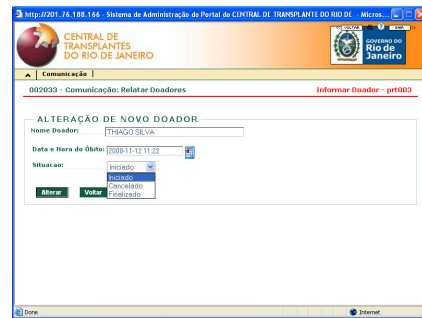 http://201.76.188.166 - Sistema de Administração do Portal do CENTRAL DE TRANSPLANTE DO RIO DE - Micros...
CENTRAL DE
TRANSPLANTES
DO RIO DE JANEIRO
VOLTAR
SAIR
GOVERNO DO
Rio de
Janeiro
Comunicação |
002033 - Comunicação: Relatar Doadores
Informar Doador - prt003
ALTERAÇÃO DE NOVO DOADOR
Nome Doador: THIAGO SILVA
Data e Hora do Óbito: 2008-11-12 11:22
Situacao: Iniciado
Iniciado
Cancelado
Finalizado
Alterar
Voltar
Done
Internet